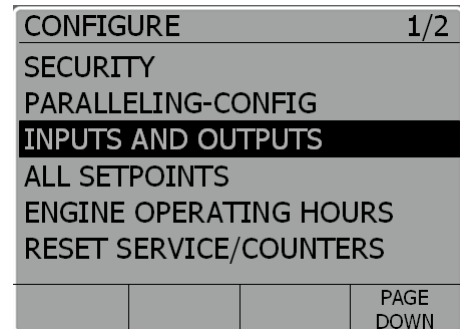 CONFIGURE 1/2
SECURITY
PARALLELING-CONFIG
INPUTS AND OUTPUTS
ALL SETPOINTS
ENGINE OPERATING HOURS
RESET SERVICE/COUNTERS
PAGE
DOWN